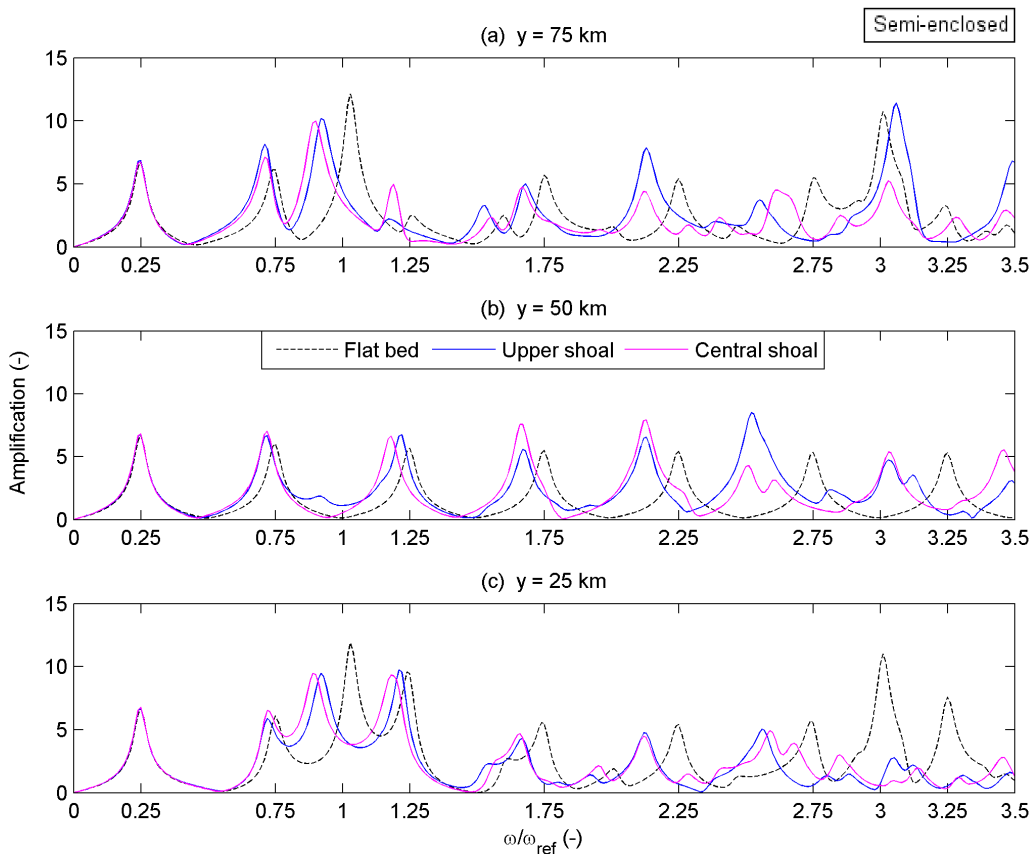 Semi-enclosed
(a) y = 75 km
15
10
5
0
0 0.25 0.75 1 1.25 1.75 2.25 2.75 3 3.25 3.5
(b) y = 50 km
15
Flat bed Upper shoal Central shoal
10
Amplification (-)
5
0
0 0.25 0.75 1 1.25 1.75 2.25 2.75 3 3.25 3.5
(c) y = 25 km
15
10
5
0
0 0.25 0.75 1 1.25 1.75 2.25 2.75 3 3.25 3.5
ω/ω_ref (-)